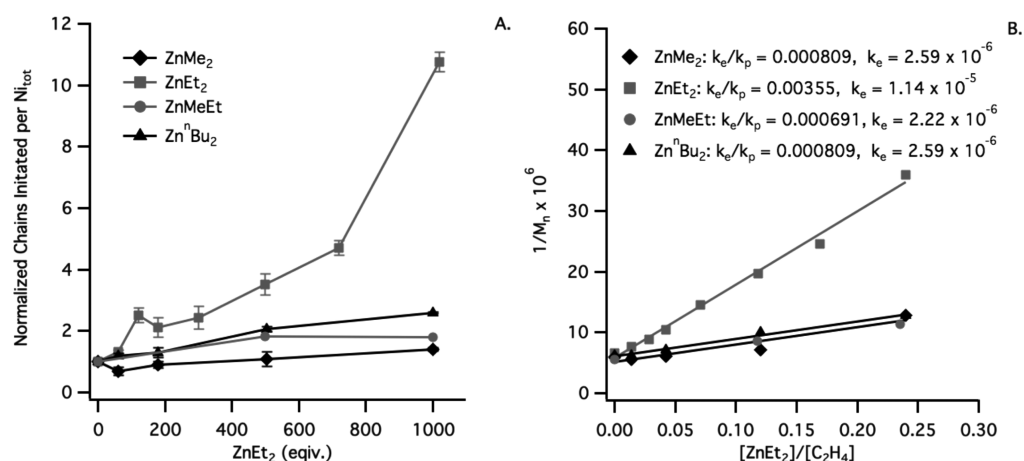 A.
12
10
8
6
4
2
0
Normalized Chains Initated per Ni_tot
ZnMe₂
ZnEt₂
ZnMeEt
ZnⁿBu₂
0 200 400 600 800 1000
ZnEt₂ (eqiv.)
B.
60
50
40
30
20
10
0
1/Mₙ x 10⁶
ZnMe₂: kₑ/kₚ = 0.000809, kₑ = 2.59 x 10⁻⁶
ZnEt₂: kₑ/kₚ = 0.00355, kₑ = 1.14 x 10⁻⁵
ZnMeEt: kₑ/kₚ = 0.000691, kₑ = 2.22 x 10⁻⁶
ZnⁿBu₂: kₑ/kₚ = 0.000809, kₑ = 2.59 x 10⁻⁶
0.00 0.05 0.10 0.15 0.20 0.25 0.30
[ZnEt₂]/[C₂H₄]